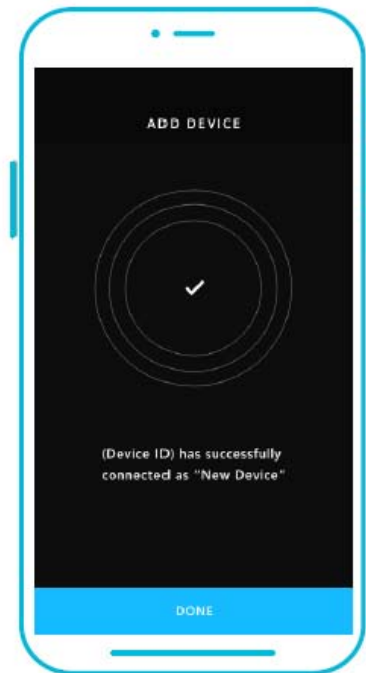 ADD DEVICE
(Device ID) has successfully
connected as "New Device"
DONE